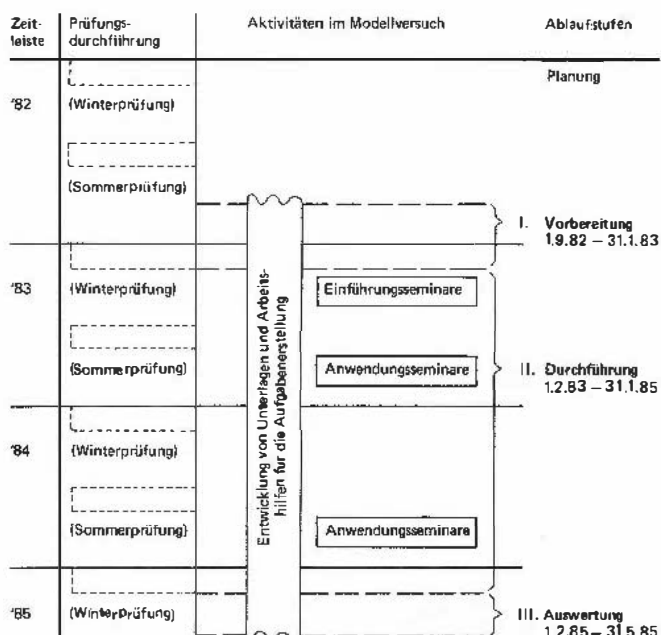 Zeit-
leiste
Prüfungs-
durchführung
Aktivitäten im Modellversuch
Ablaufstufen
Planung
'82
(Winterprüfung)
(Sommerprüfung)
I. Vorbereitung
1.9.82 – 31.1.83
'83
(Winterprüfung)
Einführungsseminare
(Sommerprüfung)
Anwendungsseminare
II. Durchführung
1.2.83 – 31.1.85
Entwicklung von Unterlagen und Arbeits-
hilfen für die Aufgabenerstellung
'84
(Winterprüfung)
(Sommerprüfung)
Anwendungsseminare
'85
(Winterprüfung)
III. Auswertung
1.2.85 – 31.5.85